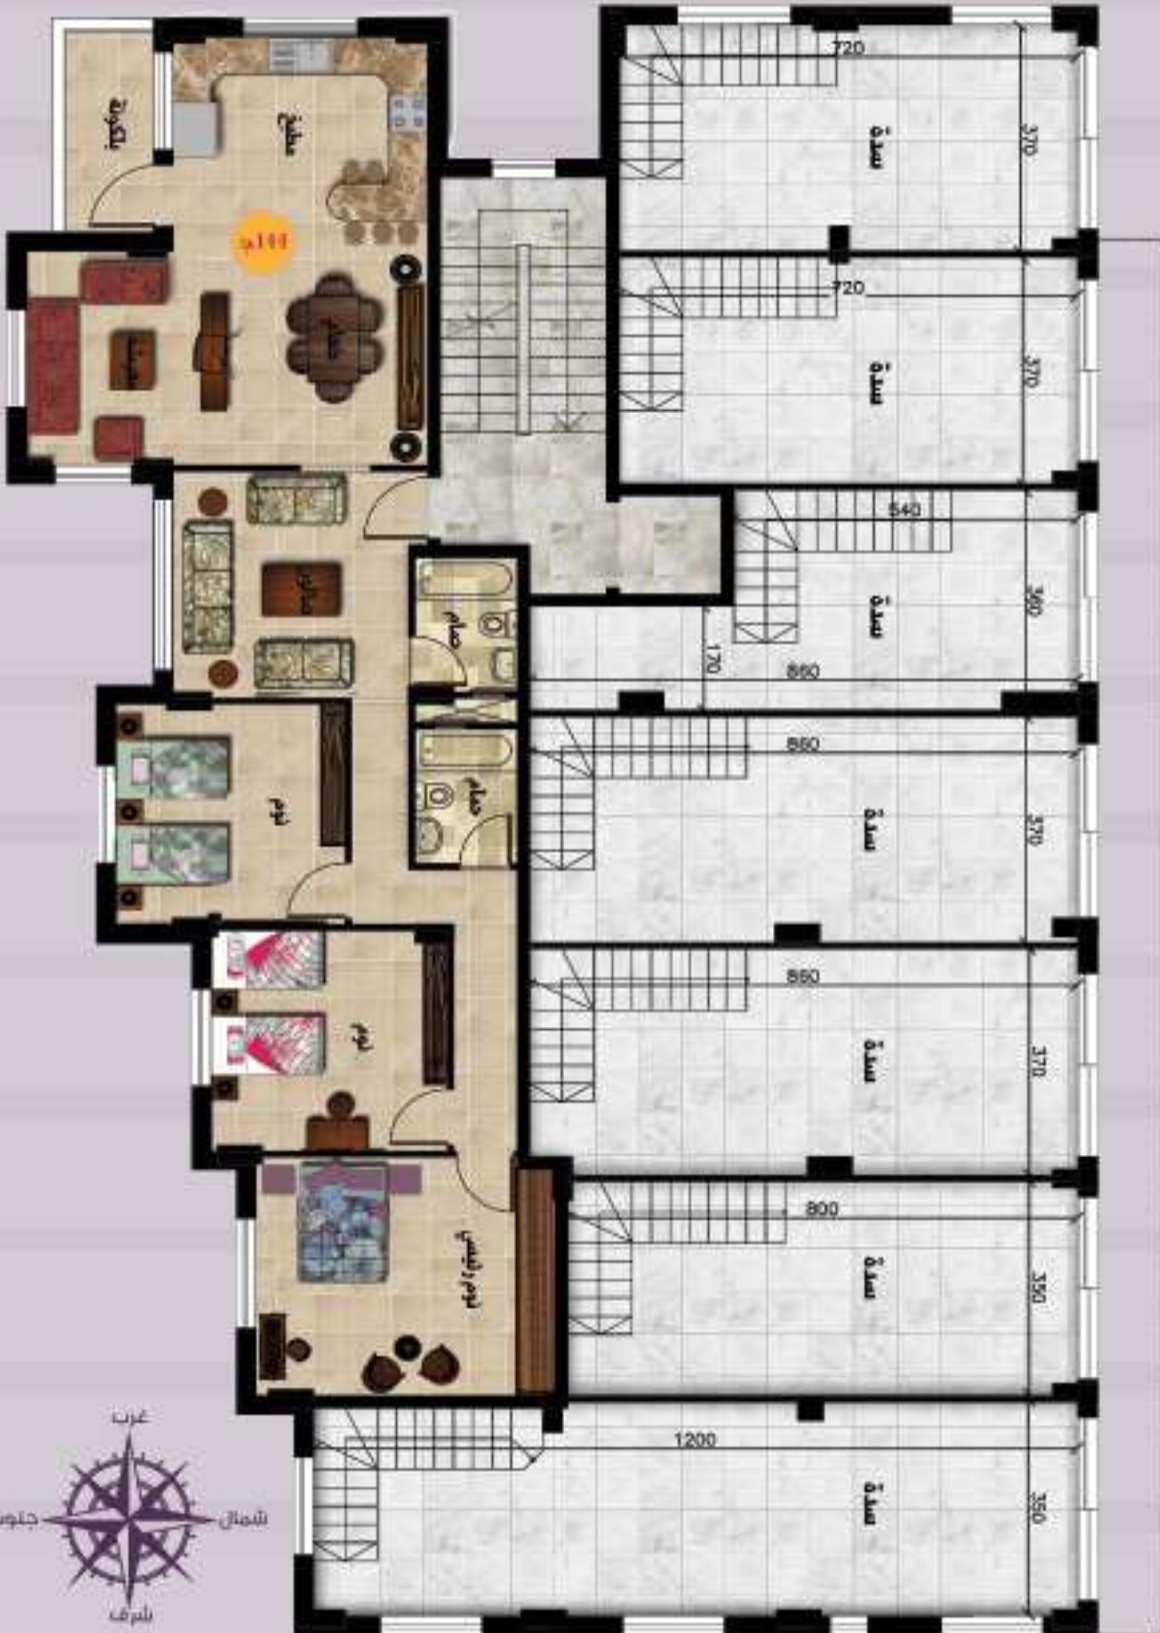 720
370
سدة
بلكونة
مطبخ
144م²
720
370
سدة
طعام
معيشة
540
360
سدة
170
860
صالون
حمام
860
370
سدة
حمام
نوم
860
370
سدة
نوم
800
350
سدة
نوم رئيسي
1200
350
سدة
غرب
شمال
جنوب
شرق